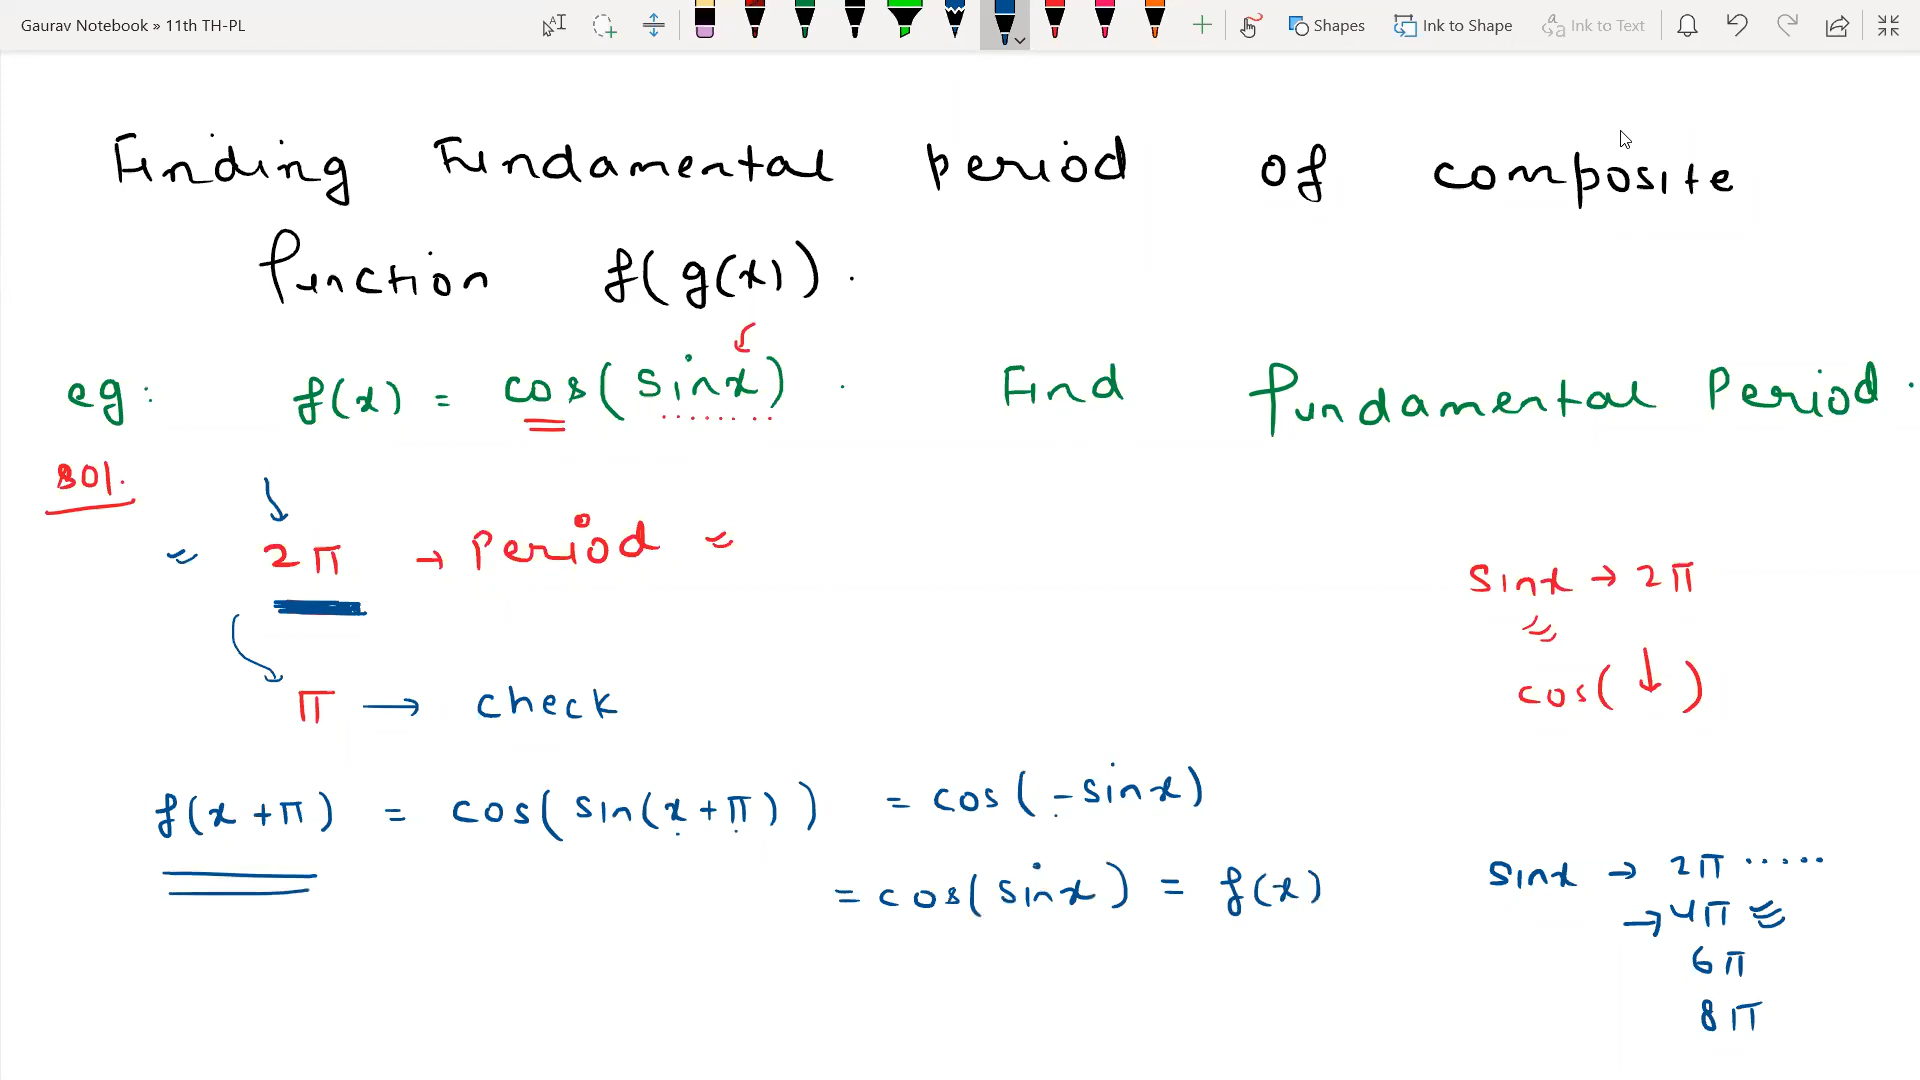 Gaurav Notebook » 11th TH-PL
Shapes
Ink to Shape
Ink to Text
Finding Fundamental period of composite
function f(g(x)).
eg: f(x) = cos(sinx). Find fundamental Period.
sol.
2π → Period
sinx → 2π
cos( ↓ )
π → check
f(x+π) = cos(sin(x+π)) = cos(-sinx)
= cos(sinx) = f(x)
sinx → 2π ·····
→ 4π
6π
8π